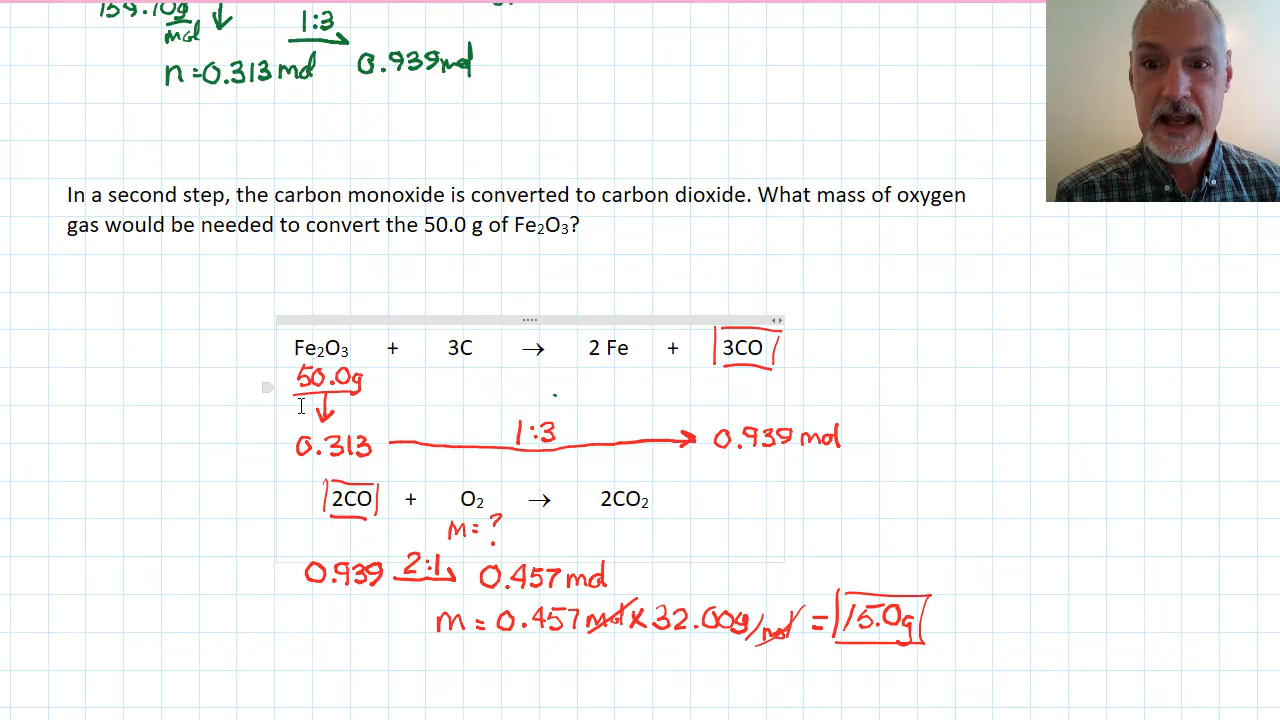 159.70g
mol
1:3
n=0.313 mol
0.939 mol
In a second step, the carbon monoxide is converted to carbon dioxide. What mass of oxygen
gas would be needed to convert the 50.0 g of Fe₂O₃?
Fe₂O₃ + 3C → 2 Fe + 3CO
50.0g
0.313 1:3 0.939 mol
2CO + O₂ → 2CO₂
m = ?
0.939 2:1 0.457 mol
m = 0.457 mol x 32.00g/mol = 15.0g